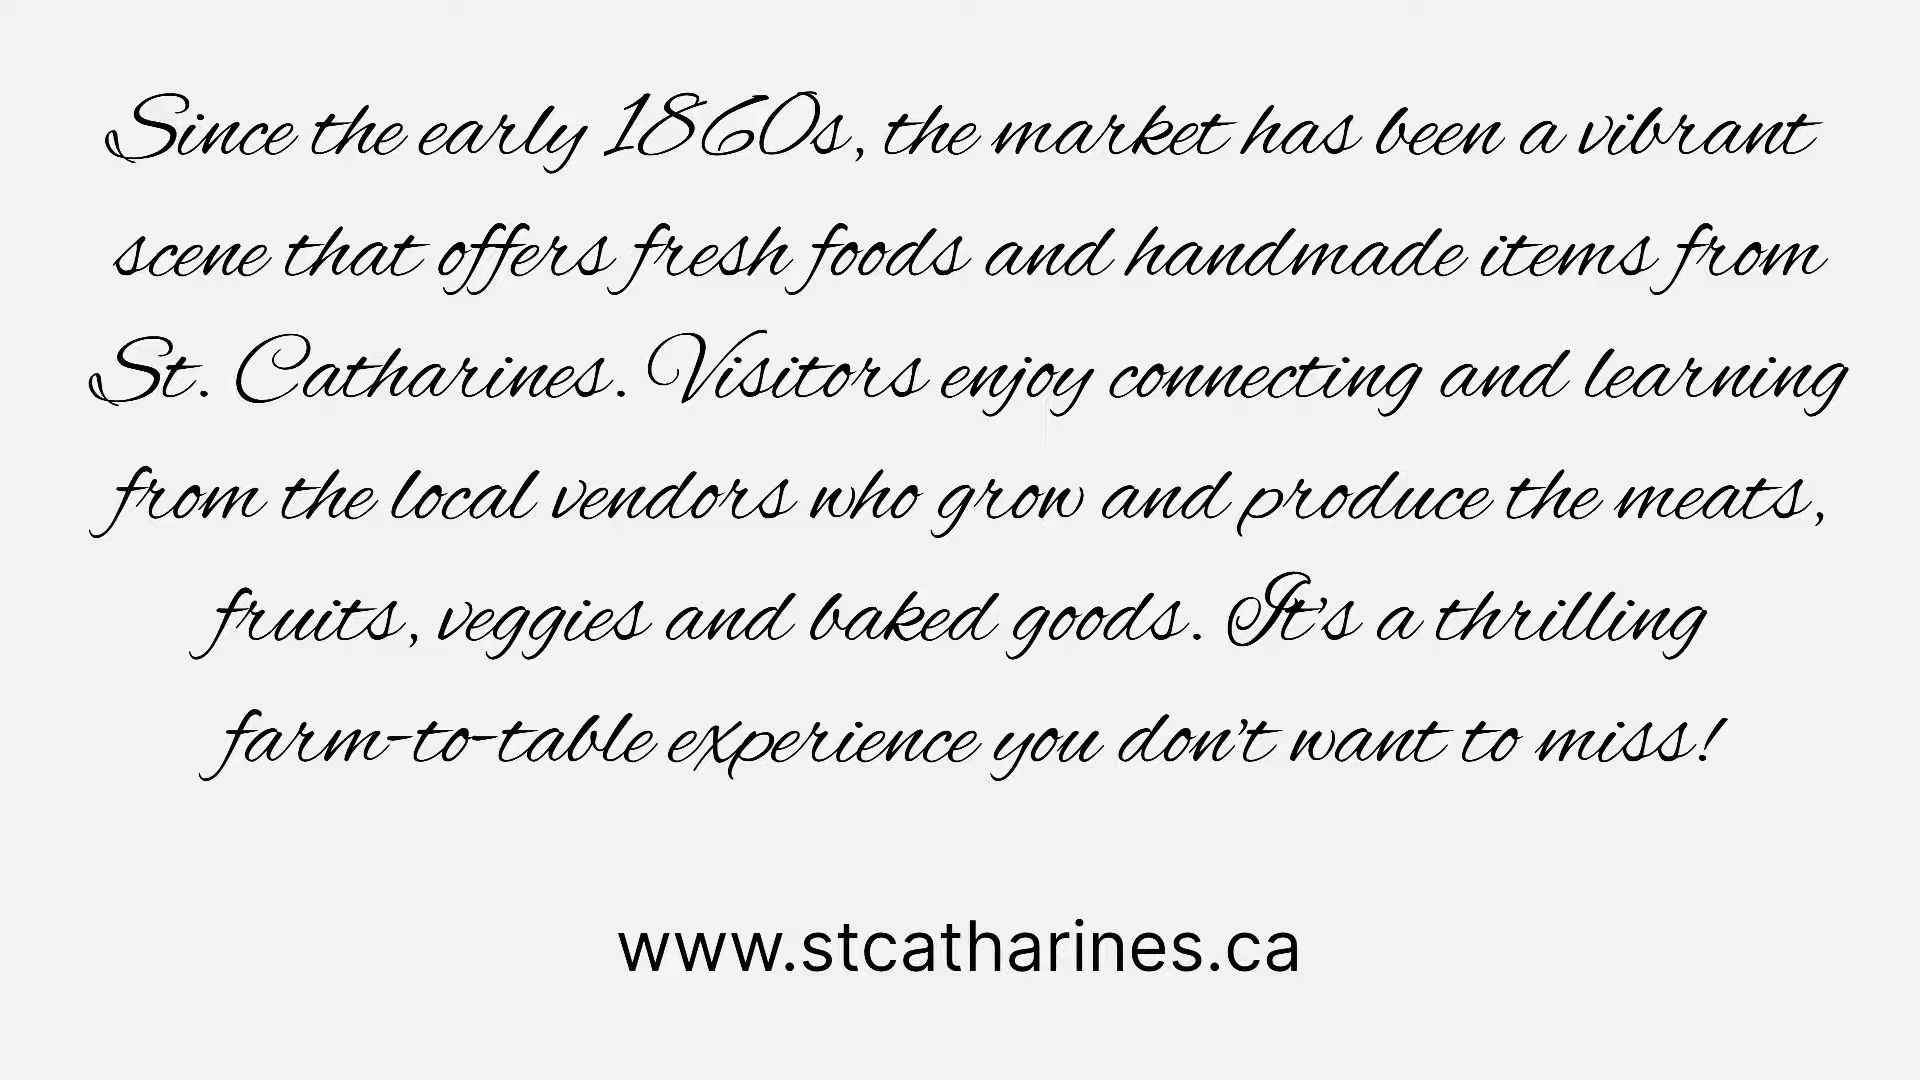 Since the early 1860s, the market has been a vibrant
scene that offers fresh foods and handmade items from
St. Catharines. Visitors enjoy connecting and learning
from the local vendors who grow and produce the meats,
fruits, veggies and baked goods. It's a thrilling
farm-to-table experience you don't want to miss!
www.stcatharines.ca